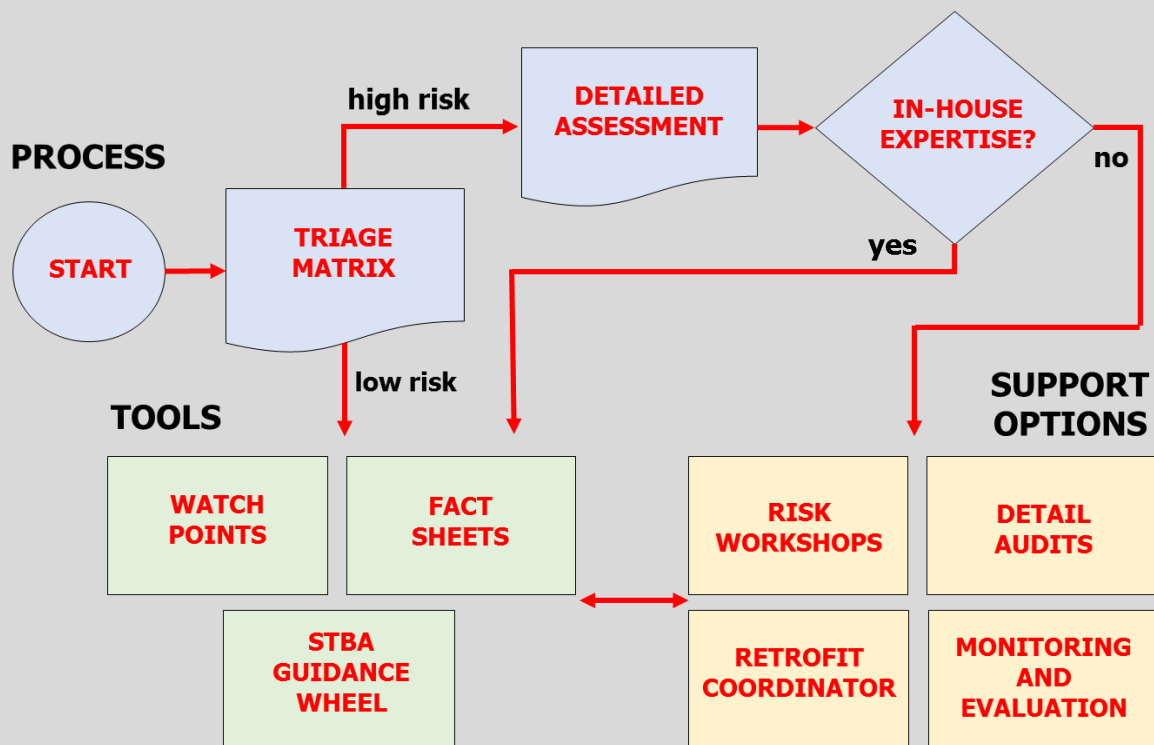 high risk
DETAILED
ASSESSMENT
IN-HOUSE
EXPERTISE?
no
PROCESS
START
TRIAGE
MATRIX
yes
low risk
TOOLS
SUPPORT
OPTIONS
WATCH
POINTS
FACT
SHEETS
RISK
WORKSHOPS
DETAIL
AUDITS
STBA
GUIDANCE
WHEEL
RETROFIT
COORDINATOR
MONITORING
AND
EVALUATION